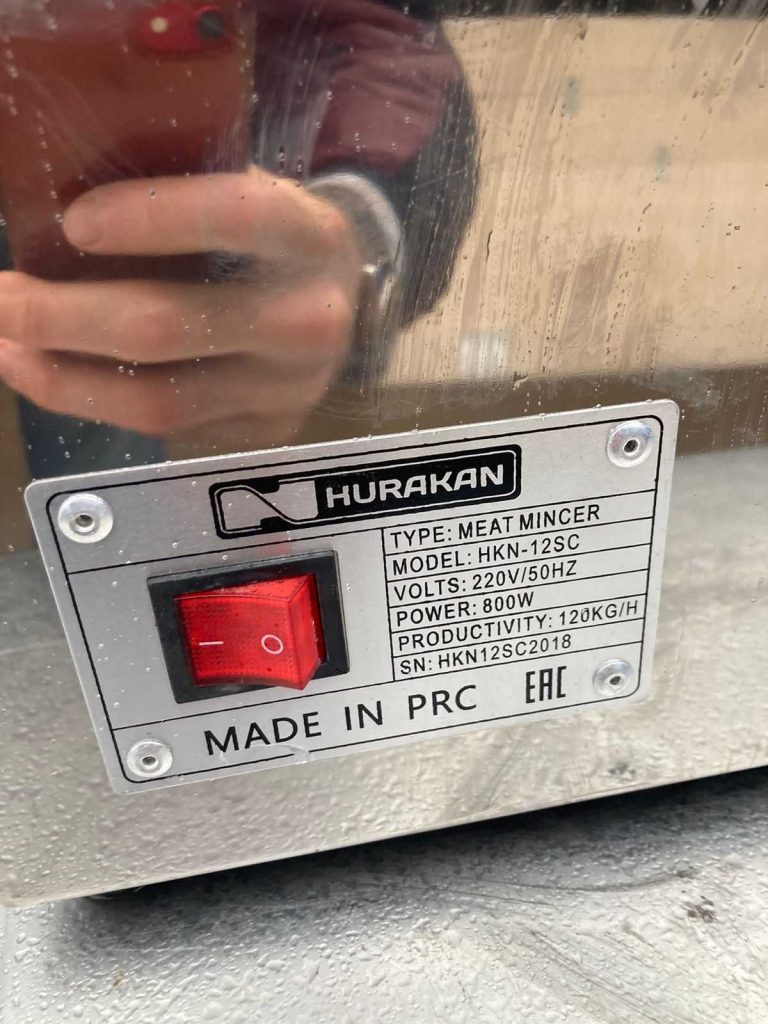 HURAKAN
TYPE: MEAT MINCER
MODEL: HKN-12SC
VOLTS: 220V/50HZ
POWER: 800W
PRODUCTIVITY: 120KG/H
SN: HKN12SC2018
MADE IN PRC
EAC